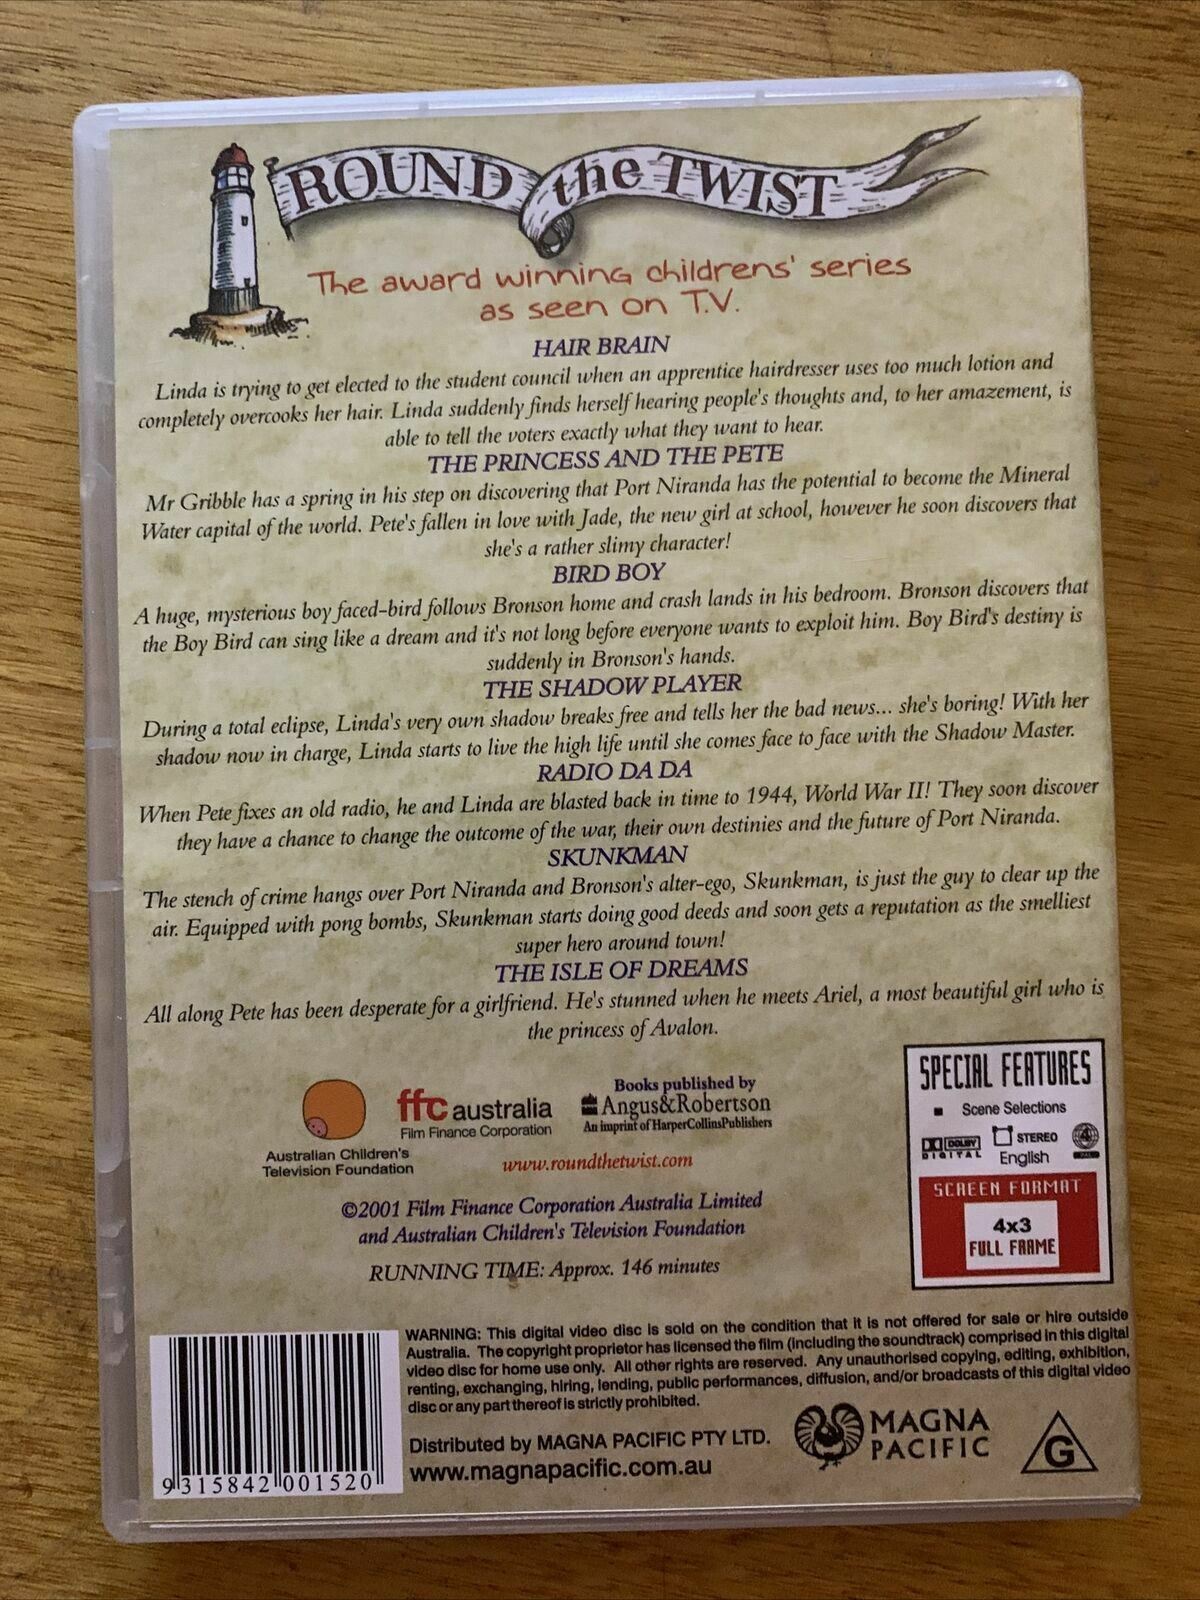 ROUND the TWIST
The award winning childrens' series
as seen on T.V.
HAIR BRAIN
Linda is trying to get elected to the student council when an apprentice hairdresser uses too much lotion and
completely overcooks her hair. Linda suddenly finds herself hearing people's thoughts and, to her amazement, is
able to tell the voters exactly what they want to hear.
THE PRINCESS AND THE PETE
Mr Gribble has a spring in his step on discovering that Port Niranda has the potential to become the Mineral
Water capital of the world. Pete's fallen in love with Jade, the new girl at school, however he soon discovers that
she's a rather slimy character!
BIRD BOY
A huge, mysterious boy faced-bird follows Bronson home and crash lands in his bedroom. Bronson discovers that
the Boy Bird can sing like a dream and it's not long before everyone wants to exploit him. Boy Bird's destiny is
suddenly in Bronson's hands.
THE SHADOW PLAYER
During a total eclipse, Linda's very own shadow breaks free and tells her the bad news... she's boring! With her
shadow now in charge, Linda starts to live the high life until she comes face to face with the Shadow Master.
RADIO DA DA
When Pete fixes an old radio, he and Linda are blasted back in time to 1944, World War II! They soon discover
they have a chance to change the outcome of the war, their own destinies and the future of Port Niranda.
SKUNKMAN
The stench of crime hangs over Port Niranda and Bronson's alter-ego, Skunkman, is just the guy to clear up the
air. Equipped with pong bombs, Skunkman starts doing good deeds and soon gets a reputation as the smelliest
super hero around town!
THE ISLE OF DREAMS
All along Pete has been desperate for a girlfriend. He's stunned when he meets Ariel, a most beautiful girl who is
the princess of Avalon.
Australian Children's
Television Foundation
ffc australia
Film Finance Corporation
Books published by
Angus&Robertson
An imprint of HarperCollinsPublishers
www.roundthetwist.com
©2001 Film Finance Corporation Australia Limited
and Australian Children's Television Foundation
RUNNING TIME: Approx. 146 minutes
SPECIAL FEATURES
Scene Selections
DOLBY
DIGITAL
STEREO
English
4
PAL
SCREEN FORMAT
4x3
FULL FRAME
9 315842 001520
WARNING: This digital video disc is sold on the condition that it is not offered for sale or hire outside
Australia. The copyright proprietor has licensed the film (including the soundtrack) comprised in this digital
video disc for home use only. All other rights are reserved. Any unauthorised copying, editing, exhibition,
renting, exchanging, hiring, lending, public performances, diffusion, and/or broadcasts of this digital video
disc or any part thereof is strictly prohibited.
Distributed by MAGNA PACIFIC PTY LTD.
www.magnapacific.com.au
MAGNA
PACIFIC
G